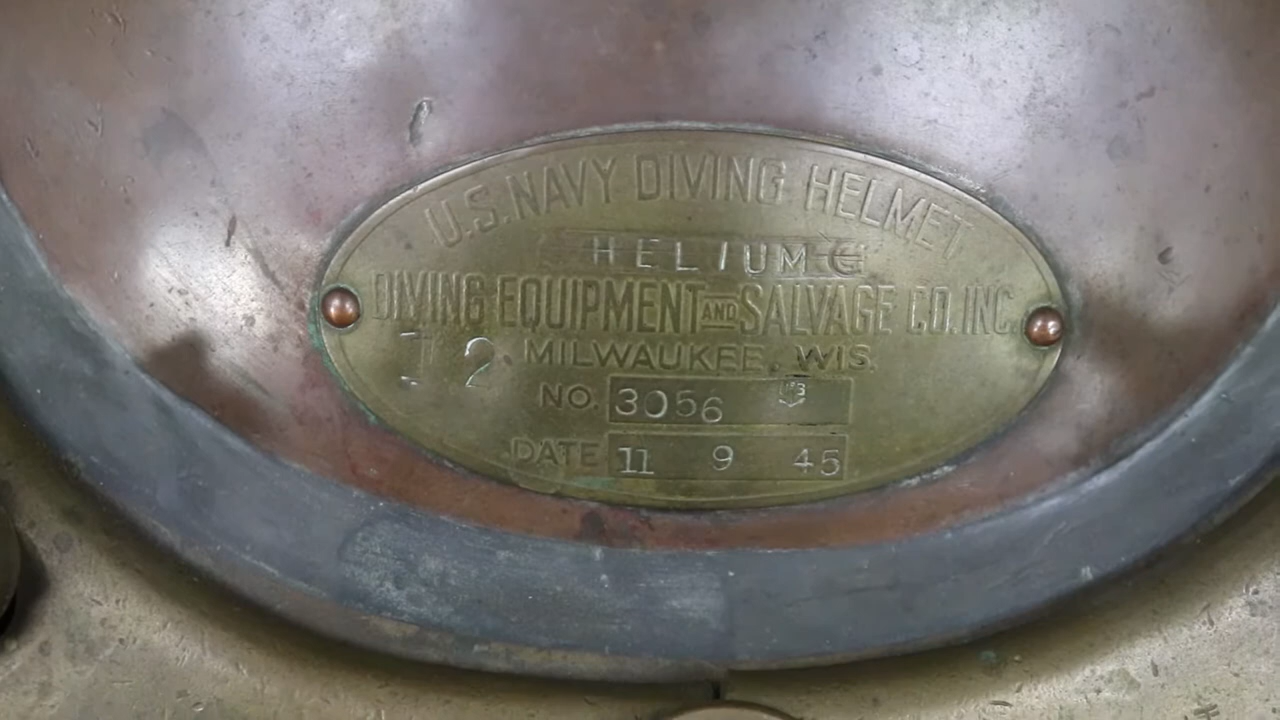 U.S. NAVY DIVING HELMET
HELIUM
DIVING EQUIPMENT AND SALVAGE CO. INC.
2 MILWAUKEE, WIS.
NO. 3056
DATE 11 9 45